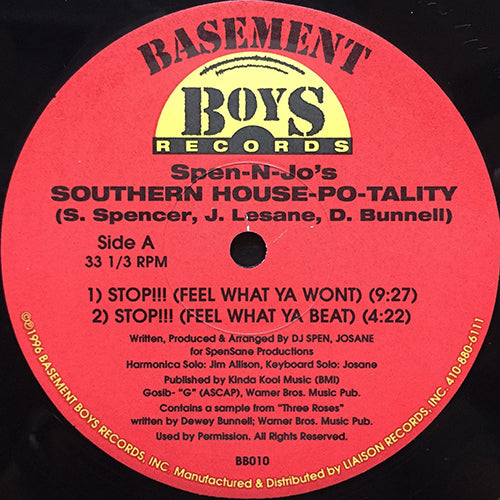 BASEMENT
BOYS
RECORDS
Spen-N-Jo's
SOUTHERN HOUSE-PO-TALITY
(S. Spencer, J. Lesane, D. Bunnell)
Side A
33 1/3 RPM
1) STOP!!! (FEEL WHAT YA WONT) (9:27)
2) STOP!!! (FEEL WHAT YA BEAT) (4:22)
Written, Produced & Arranged By DJ SPEN, JOSANE
for SpenSane Productions
Harmonica Solo: Jim Allison, Keyboard Solo: Josane
Published by Kinda Kool Music (BMI)
Gosib- "G" (ASCAP), Warner Bros. Music Pub.
Contains a sample from "Three Roses"
written by Dewey Bunnell; Warner Bros. Music Pub.
Used by Permission. All Rights Reserved.
BB010
©℗1996 BASEMENT BOYS RECORDS, INC. Manufactured & Distributed by LIAISON RECORDS, INC. 410-880-6111